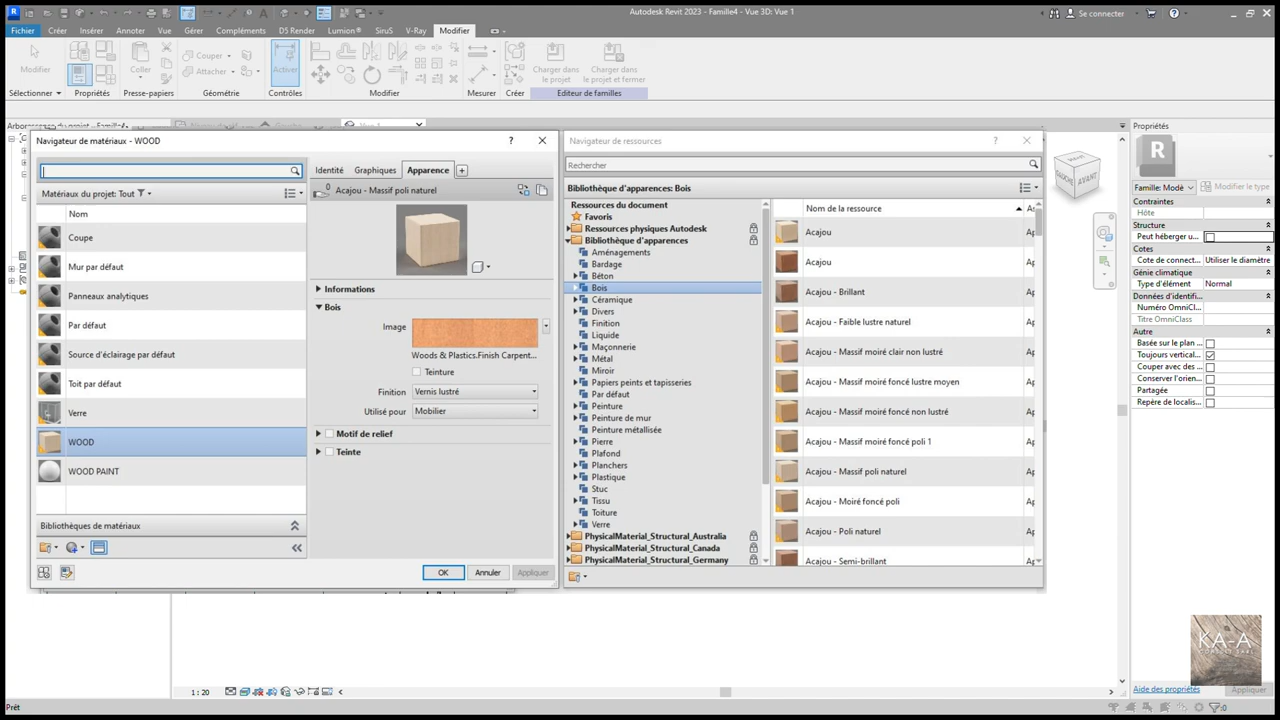 Autodesk Revit 2023 - Famille4 - Vue 3D: Vue 1
Se connecter
Fichier Créer Insérer Annoter Vue Gérer Compléments D5 Render Lumion® SiruS V-Ray Modifier
Modifier
Coller
Couper
Attacher
Activer
Charger dans le projet
Charger dans le projet et fermer
Sélectionner Propriétés Presse-papiers Géométrie Contrôles Modifier Mesurer Créer Editeur de familles
Vue 1
Navigateur de matériaux - WOOD
Matériaux du projet: Tout
Nom
Coupe
Mur par défaut
Panneaux analytiques
Par défaut
Source d'éclairage par défaut
Toit par défaut
Verre
WOOD
WOOD PAINT
Bibliothèques de matériaux
Identité Graphiques Apparence
0
Acajou - Massif poli naturel
Informations
Bois
Image
Woods & Plastics.Finish Carpent...
Teinture
Finition Vernis lustré
Utilisé pour Mobilier
Motif de relief
Teinte
OK Annuler Appliquer
Navigateur de ressources
Rechercher
Bibliothèque d'apparences: Bois
Ressources du document
Favoris
Ressources physiques Autodesk
Bibliothèque d'apparences
Aménagements
Bardage
Béton
Bois
Céramique
Divers
Finition
Liquide
Maçonnerie
Métal
Miroir
Papiers peints et tapisseries
Par défaut
Peinture
Peinture de mur
Peinture métallisée
Pierre
Plafond
Planchers
Plastique
Stuc
Tissu
Toiture
Verre
PhysicalMaterial_Structural_Australia
PhysicalMaterial_Structural_Canada
PhysicalMaterial_Structural_Germany
Nom de la ressource
Acajou
Acajou
Acajou - Brillant
Acajou - Faible lustre naturel
Acajou - Massif moiré clair non lustré
Acajou - Massif moiré foncé lustre moyen
Acajou - Massif moiré foncé non lustré
Acajou - Massif moiré foncé poli 1
Acajou - Massif poli naturel
Acajou - Moiré foncé poli
Acajou - Poli naturel
Acajou - Semi-brillant
GAUCHE AVANT
Propriétés
Famille: Modè
Modifier le type
Contraintes
Hôte
Structure
Peut héberger u...
Cotes
Cote de connect... Utiliser le diamètre
Génie climatique
Type d'élément Normal
Données d'identifi...
Numéro OmniCl...
Titre OmniClass
Autre
Basée sur le plan ...
Toujours vertical...
Couper avec des ...
Conserver l'orien...
Partagée
Repère de localis...
KA-A
CONSULT SARL
1 : 20
Aide des propriétés Appliquer
Prêt
:0